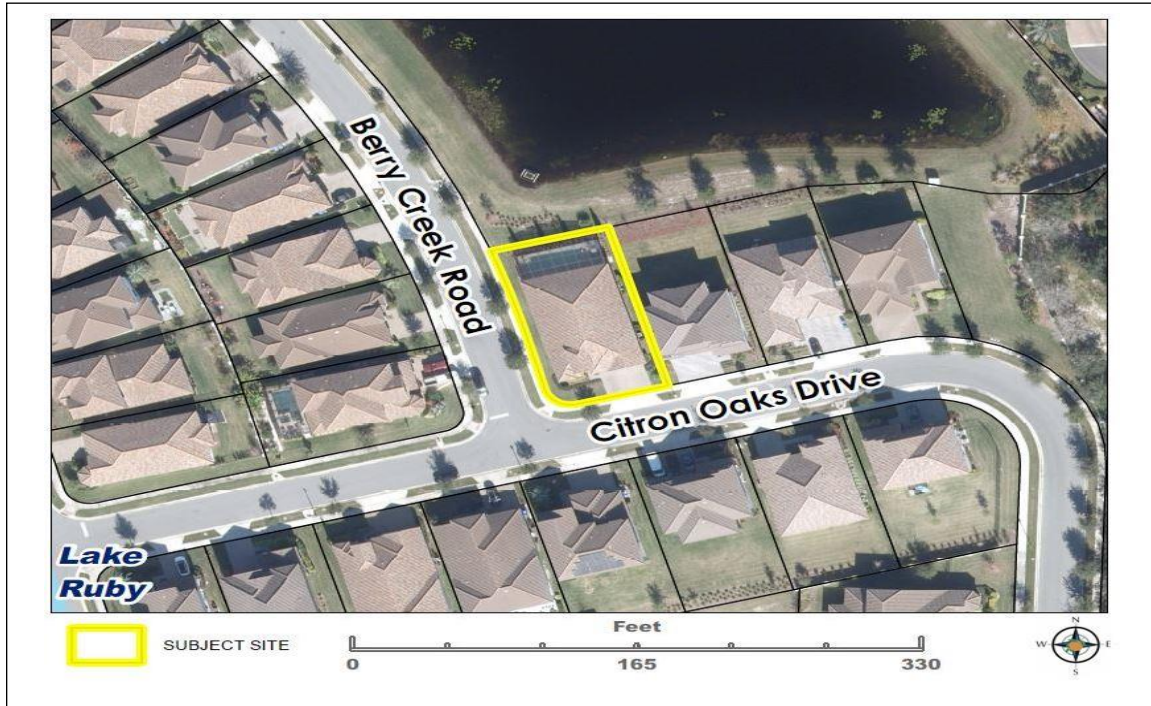 Berry Creek Road
Citron Oaks Drive
Lake
Ruby
SUBJECT SITE
Feet
0 165 330
N
W E
S